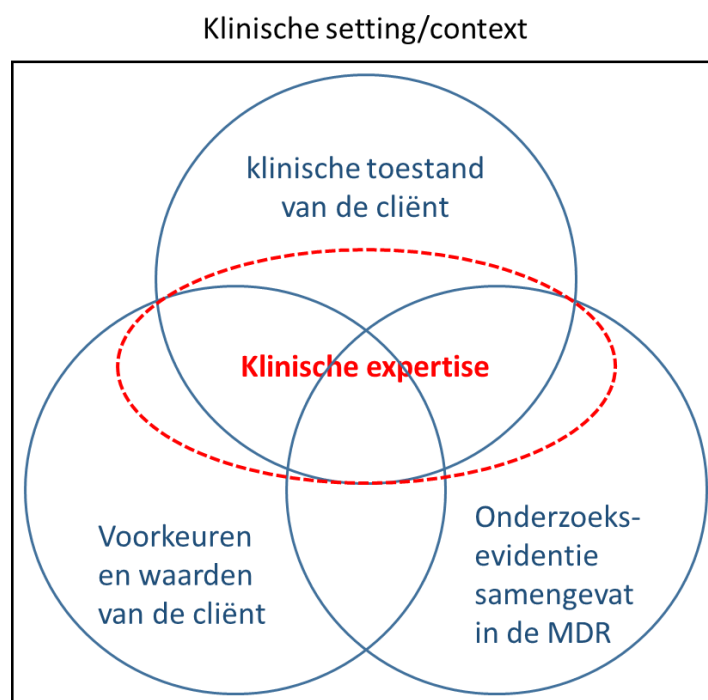 Klinische setting/context
klinische toestand
van de cliënt
Klinische expertise
Voorkeuren
en waarden
van de cliënt
Onderzoeks-
evidentie
samengevat
in de MDR